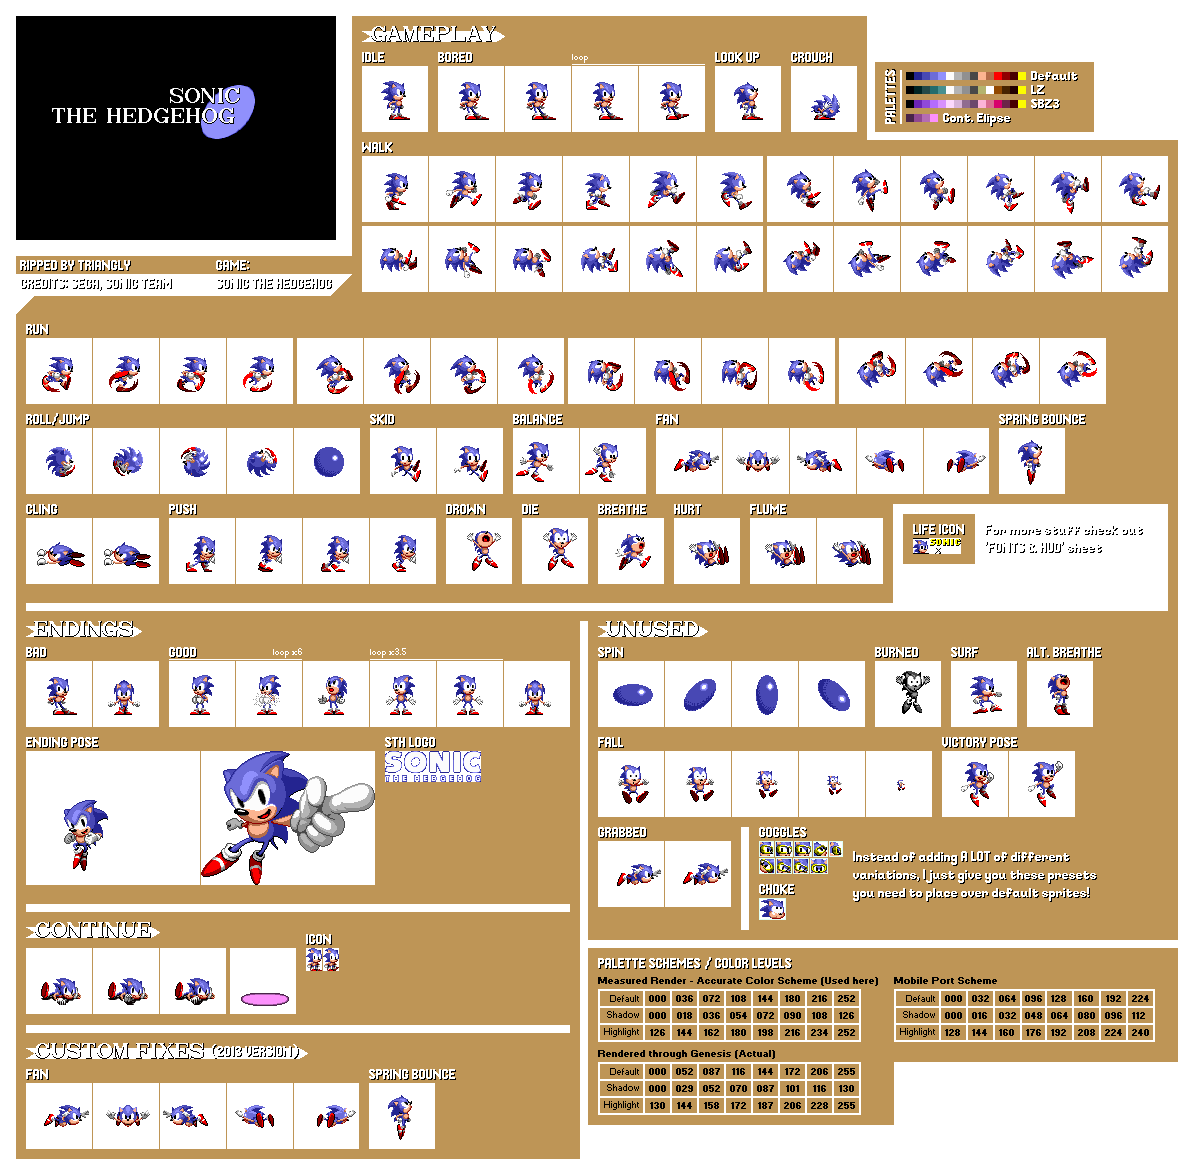 SONIC
THE HEDGEHOG
RIPPED BY TRIANGLY
GAME:
CREDITS: SEGA, SONIC TEAM
SONIC THE HEDGEHOG
GAMEPLAY
IDLE
BORED
loop
LOOK UP
CROUCH
PALETTES
Default
LZ
SBZ3
Cont. Elipse
WALK
RUN
ROLL/JUMP
SKID
BALANCE
FAN
SPRING BOUNCE
CLING
PUSH
DROWN
DIE
BREATHE
HURT
FLUME
LIFE ICON
SONIC
X
For more stuff check out
'FONTS & HUD' sheet
ENDINGS
BAD
GOOD
loop x6
loop x3.5
ENDING POSE
STH LOGO
SONIC
THE HEDGEHOG
CONTINUE
ICON
CUSTOM FIXES (2013 VERSION)
FAN
SPRING BOUNCE
UNUSED
SPIN
BURNED
SURF
ALT. BREATHE
FALL
VICTORY POSE
GRABBED
GOGGLES
CHOKE
Instead of adding A LOT of different
variations, I just give you these presets
you need to place over default sprites!
PALETTE SCHEMES / COLOR LEVELS
Measured Render - Accurate Color Scheme (Used here)
Default 000 036 072 108 144 180 216 252
Shadow 000 018 036 054 072 090 108 126
Highlight 126 144 162 180 198 216 234 252
Mobile Port Scheme
Default 000 032 064 096 128 160 192 224
Shadow 000 016 032 048 064 080 096 112
Highlight 128 144 160 176 192 208 224 240
Rendered through Genesis (Actual)
Default 000 052 087 116 144 172 206 255
Shadow 000 029 052 070 087 101 116 130
Highlight 130 144 158 172 187 206 228 255